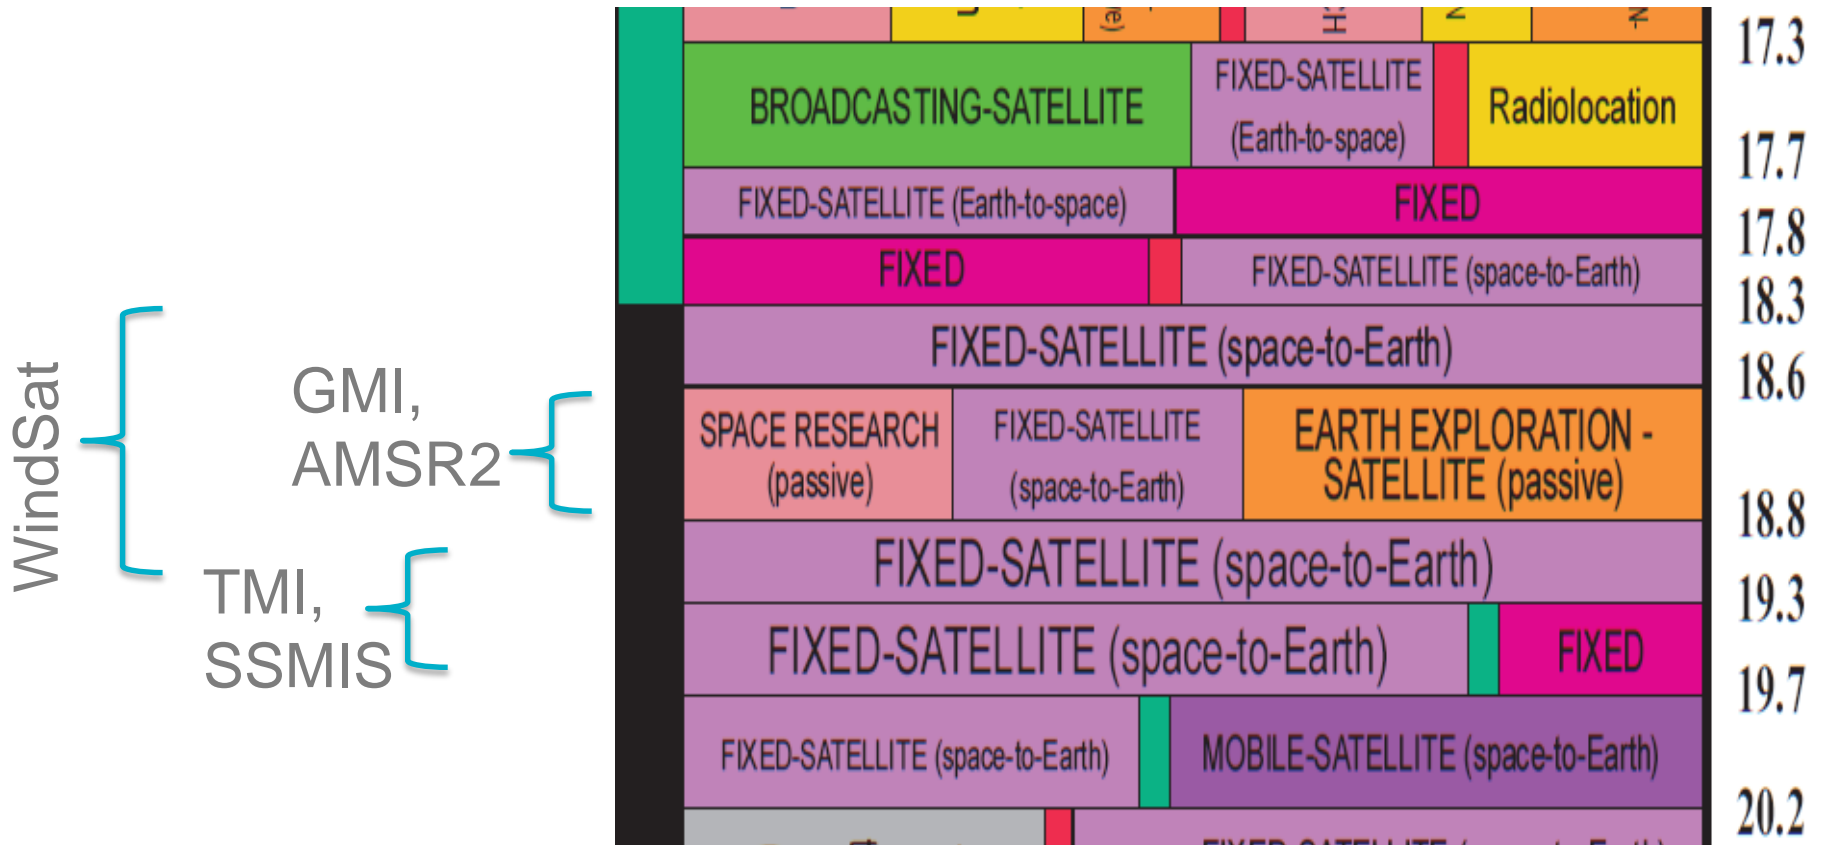 17.3
BROADCASTING-SATELLITE
FIXED-SATELLITE
(Earth-to-space)
Radiolocation
17.7
FIXED-SATELLITE (Earth-to-space)
FIXED
17.8
FIXED
FIXED-SATELLITE (space-to-Earth)
18.3
FIXED-SATELLITE (space-to-Earth)
18.6
WindSat
GMI,
AMSR2
SPACE RESEARCH
(passive)
FIXED-SATELLITE
(space-to-Earth)
EARTH EXPLORATION -
SATELLITE (passive)
18.8
FIXED-SATELLITE (space-to-Earth)
19.3
TMI,
SSMIS
FIXED-SATELLITE (space-to-Earth)
FIXED
19.7
FIXED-SATELLITE (space-to-Earth)
MOBILE-SATELLITE (space-to-Earth)
20.2